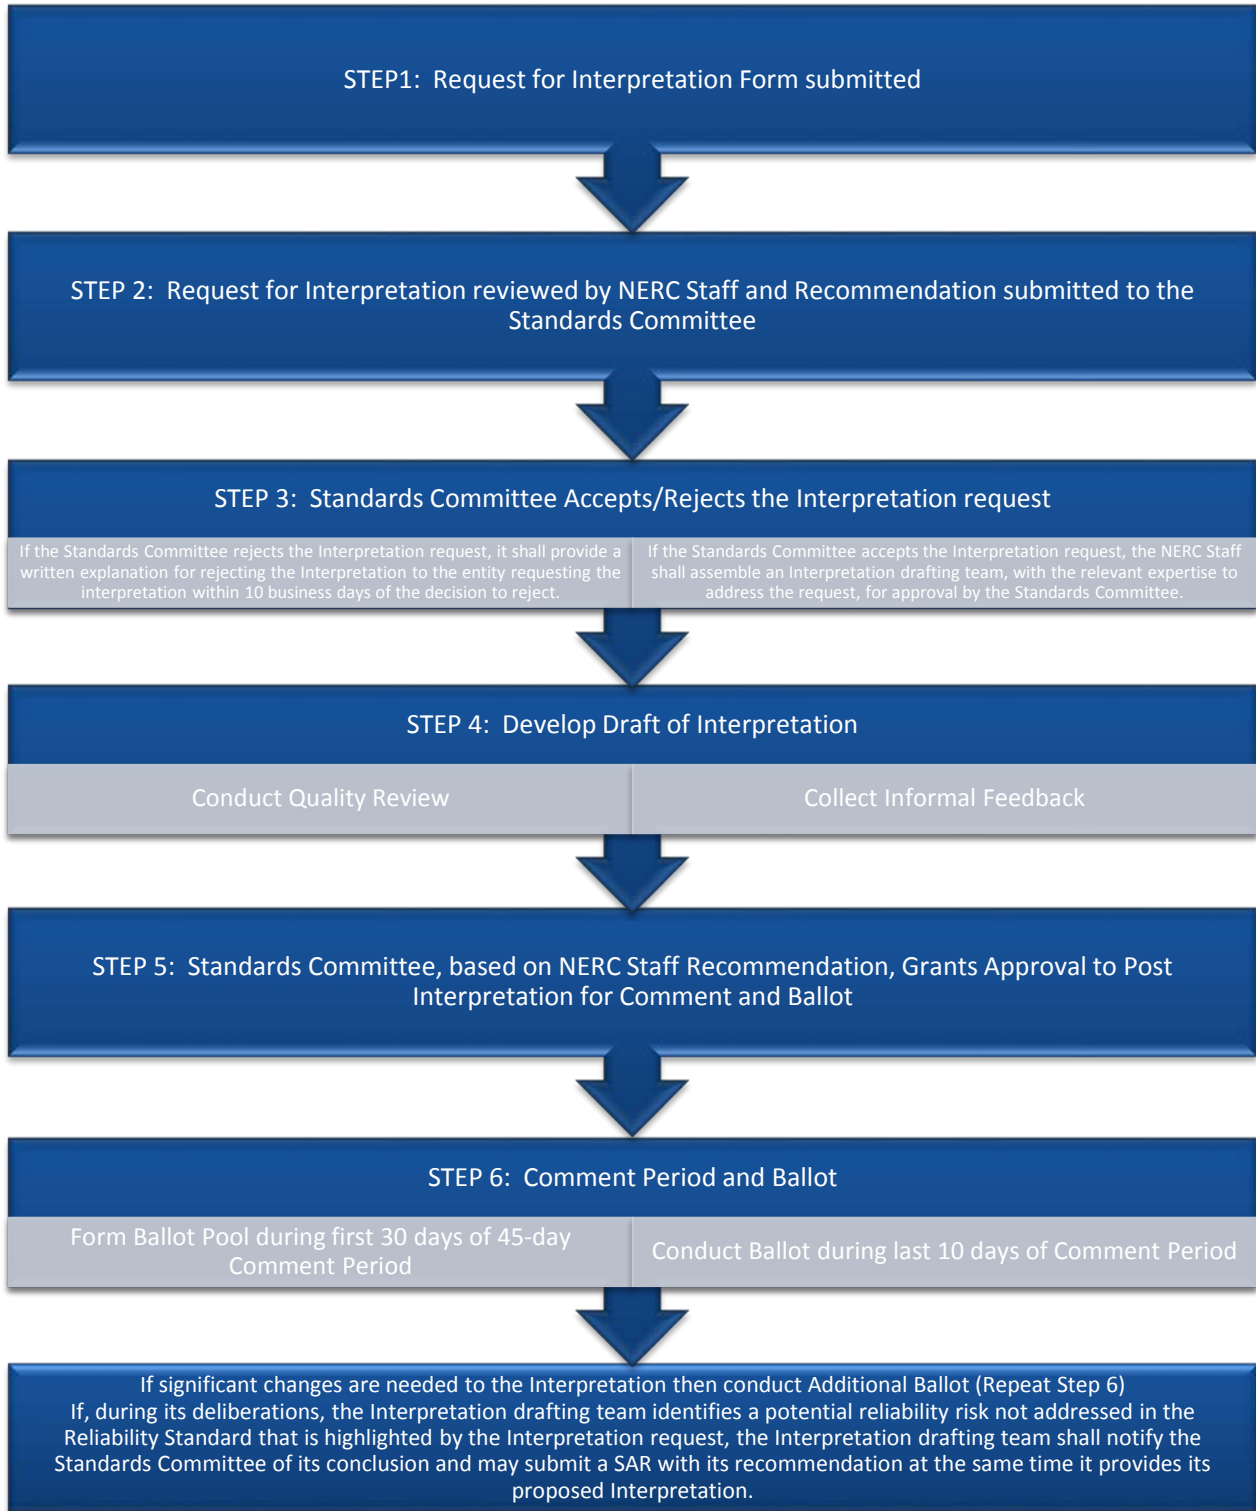 STEP1: Request for Interpretation Form submitted
STEP 2: Request for Interpretation reviewed by NERC Staff and Recommendation submitted to the
Standards Committee
STEP 3: Standards Committee Accepts/Rejects the Interpretation request
If the Standards Committee rejects the Interpretation request, it shall provide a
written explanation for rejecting the Interpretation to the entity requesting the
interpretation within 10 business days of the decision to reject.
If the Standards Committee accepts the Interpretation request, the NERC Staff
shall assemble an Interpretation drafting team, with the relevant expertise to
address the request, for approval by the Standards Committee.
STEP 4: Develop Draft of Interpretation
Conduct Quality Review
Collect Informal Feedback
STEP 5: Standards Committee, based on NERC Staff Recommendation, Grants Approval to Post
Interpretation for Comment and Ballot
STEP 6: Comment Period and Ballot
Form Ballot Pool during first 30 days of 45-day
Comment Period
Conduct Ballot during last 10 days of Comment Period
If significant changes are needed to the Interpretation then conduct Additional Ballot (Repeat Step 6)
If, during its deliberations, the Interpretation drafting team identifies a potential reliability risk not addressed in the
Reliability Standard that is highlighted by the Interpretation request, the Interpretation drafting team shall notify the
Standards Committee of its conclusion and may submit a SAR with its recommendation at the same time it provides its
proposed Interpretation.